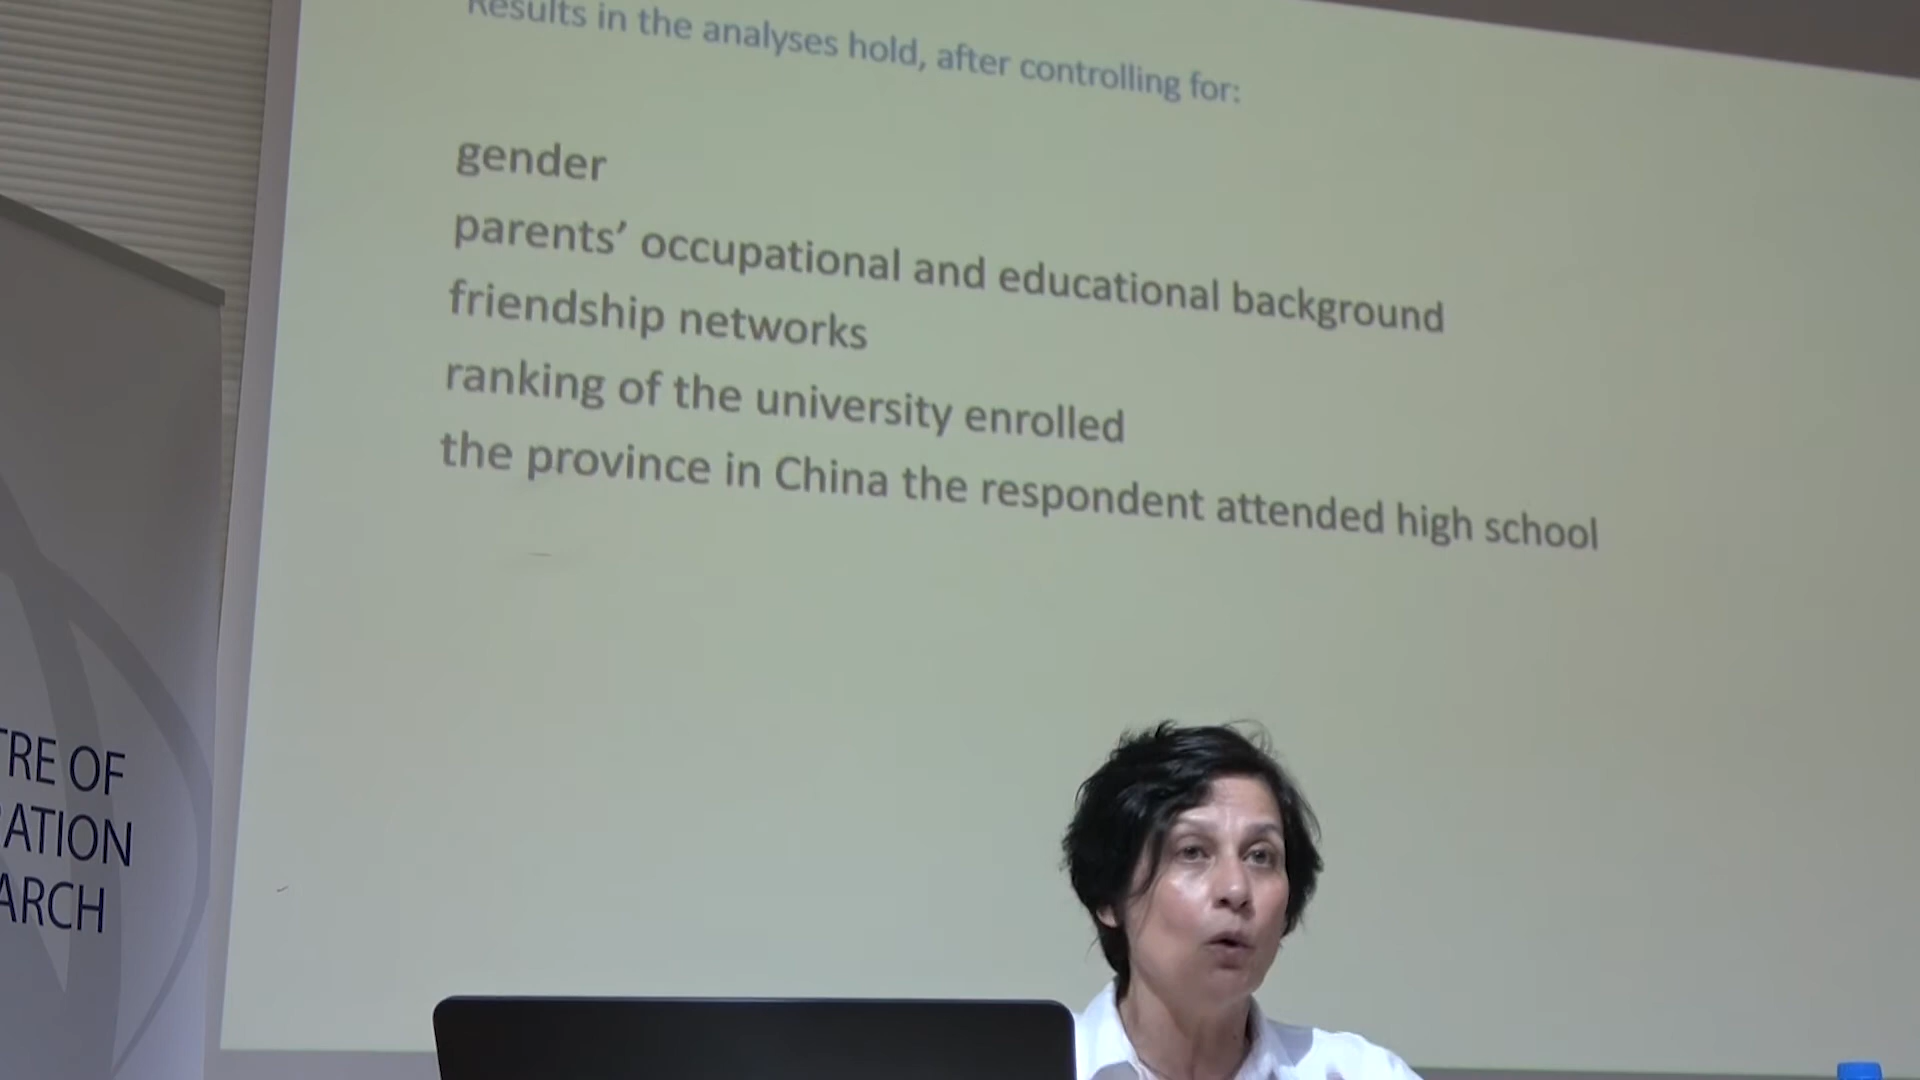 Results in the analyses hold, after controlling for:
gender
parents’ occupational and educational background
friendship networks
ranking of the university enrolled
the province in China the respondent attended high school
TRE OF
RATION
ARCH